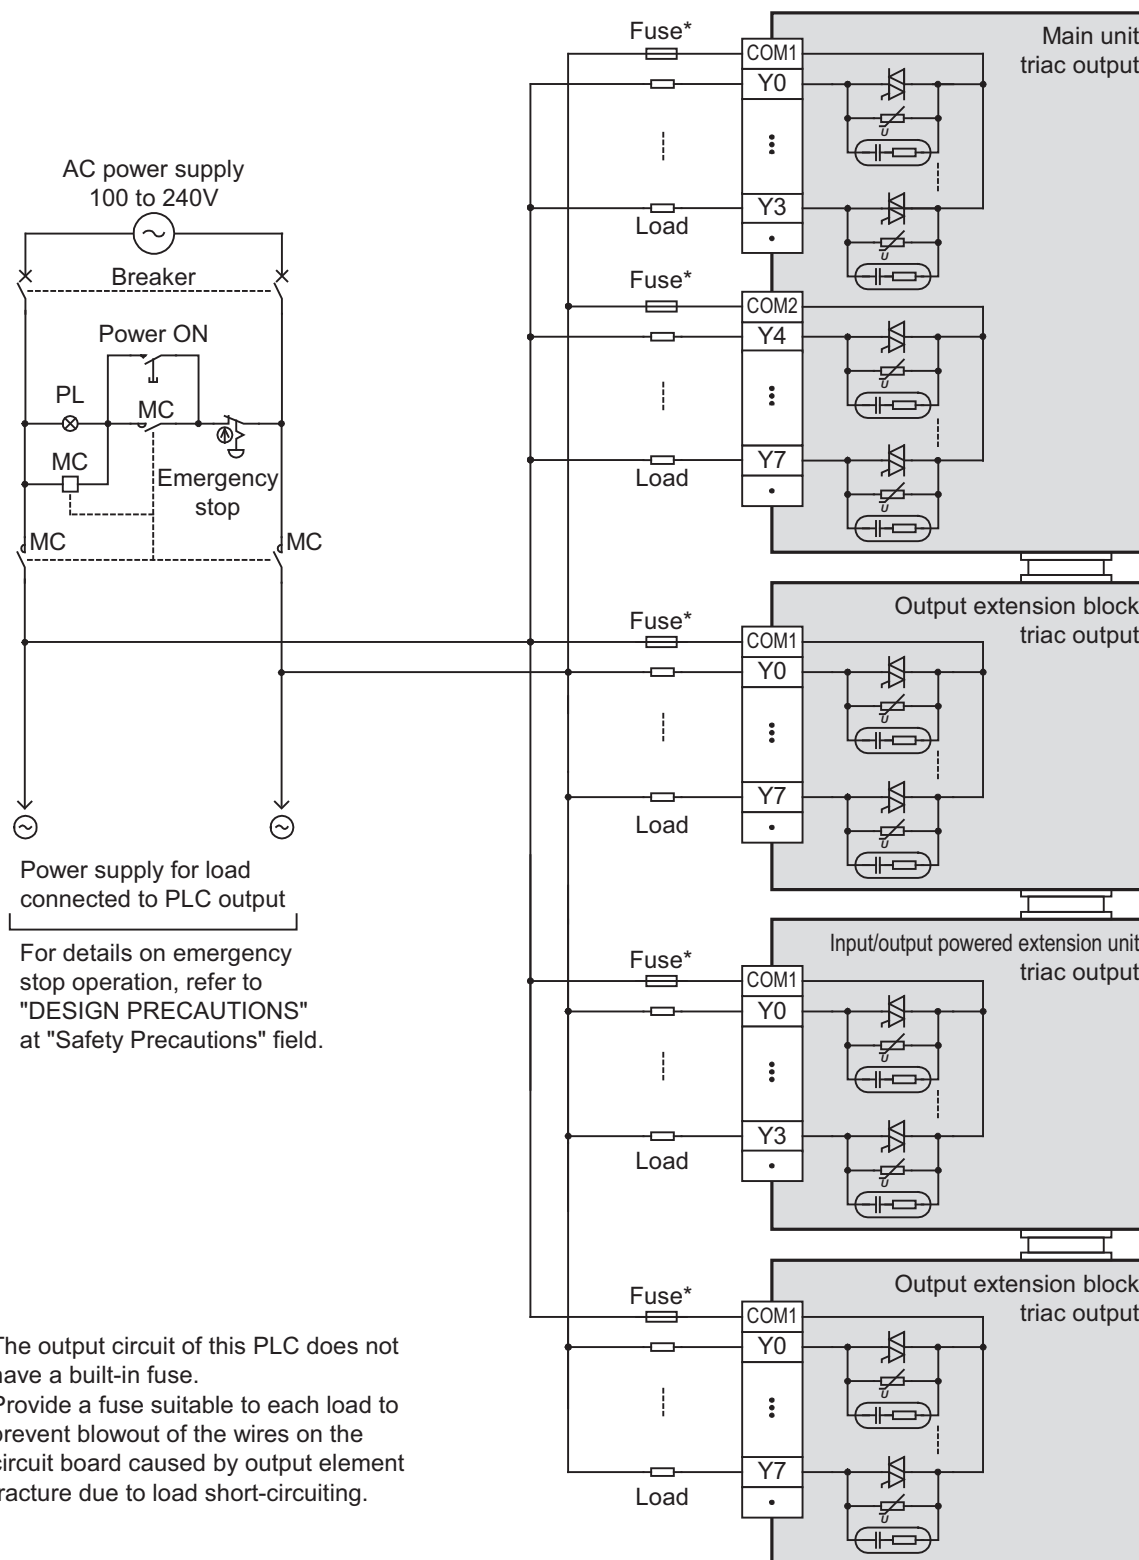 Fuse*
Main unit
triac output
COM1
Y0
Y3
Load
AC power supply
100 to 240V
Breaker
Fuse*
COM2
Y4
Power ON
PL
MC
MC
Y7
Load
Emergency
stop
MC
MC
Output extension block
triac output
Fuse*
COM1
Y0
Y7
Load
Power supply for load
connected to PLC output
For details on emergency
stop operation, refer to
"DESIGN PRECAUTIONS"
at "Safety Precautions" field.
Input/output powered extension unit
triac output
Fuse*
COM1
Y0
Y3
Load
Output extension block
triac output
Fuse*
COM1
Y0
Y7
Load
The output circuit of this PLC does not
have a built-in fuse.
Provide a fuse suitable to each load to
prevent blowout of the wires on the
circuit board caused by output element
fracture due to load short-circuiting.